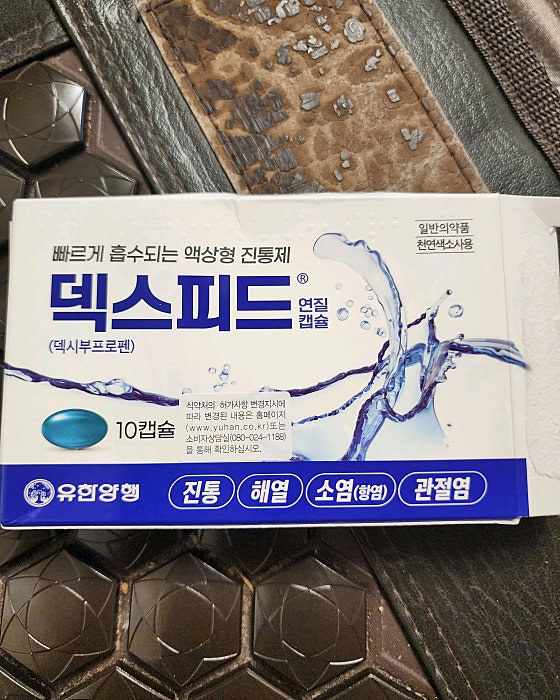 일반의약품
천연색소사용
빠르게 흡수되는 액상형 진통제
덱스피드® 연질
캡슐
(덱시부프로펜)
10캡슐
식약처의 허가사항 변경지시에
따라 변경된 내용은 홈페이지
(www.yuhan.co.kr)또는
소비자상담실(080-024-1188)
을 통해 확인하십시오.
유한양행
진통 해열 소염(항염) 관절염